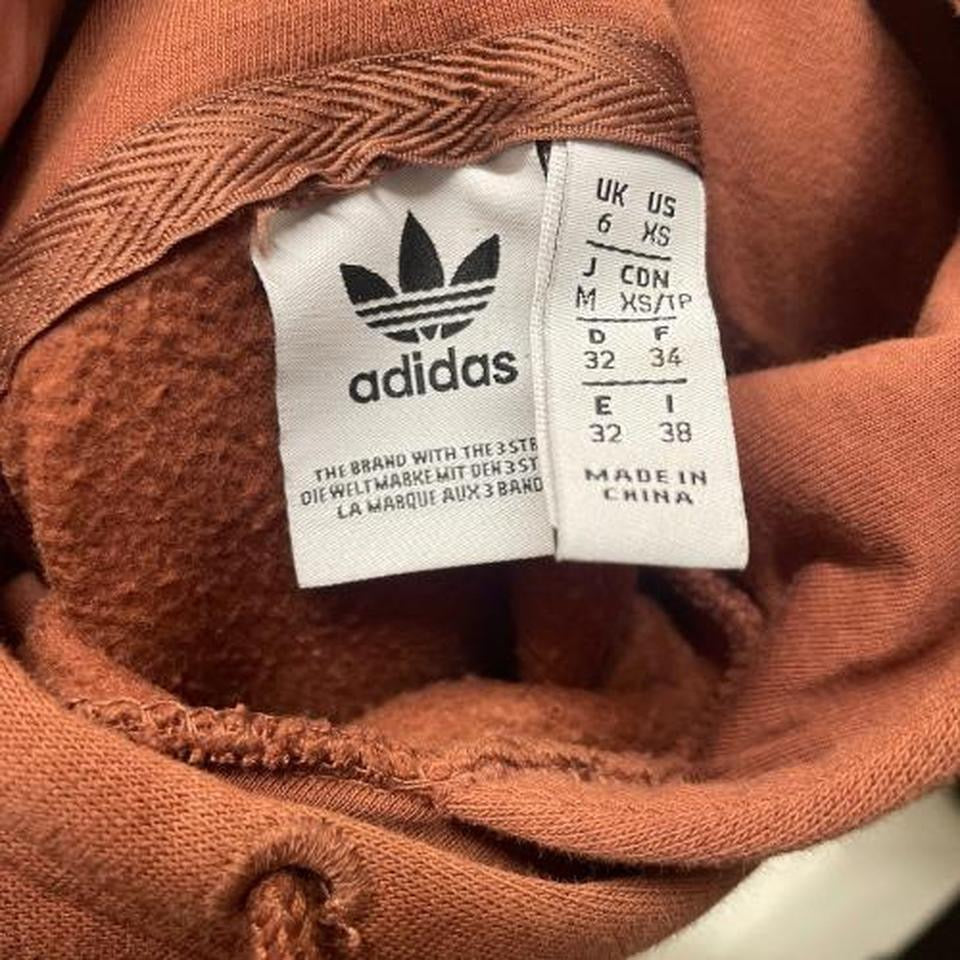 adidas
THE BRAND WITH THE 3 STR
DIE WELTMARKE MIT DEN 3 ST
LA MARQUE AUX 3 BAND
UK US
6 XS
J CDN
M XS/TP
D F
32 34
E I
32 38
MADE IN
CHINA